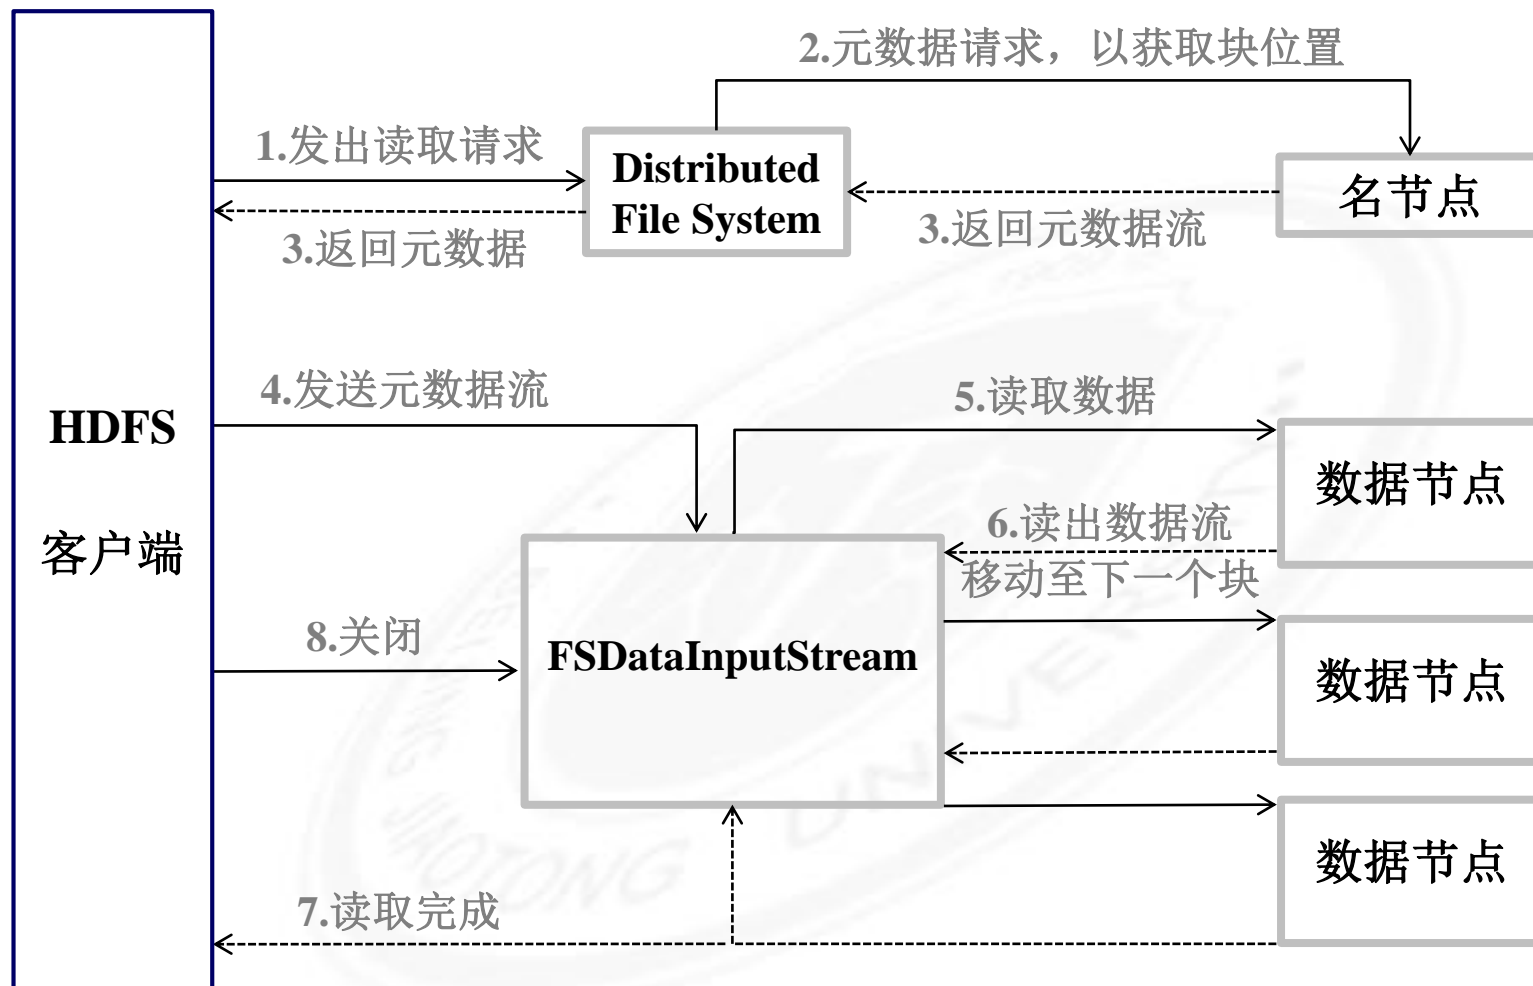 2.元数据请求，以获取块位置
1.发出读取请求
Distributed
File System
名节点
3.返回元数据
3.返回元数据流
4.发送元数据流
5.读取数据
HDFS
客户端
数据节点
6.读出数据流
移动至下一个块
8.关闭
FSDataInputStream
数据节点
数据节点
7.读取完成
JIAOTONG UNIVE